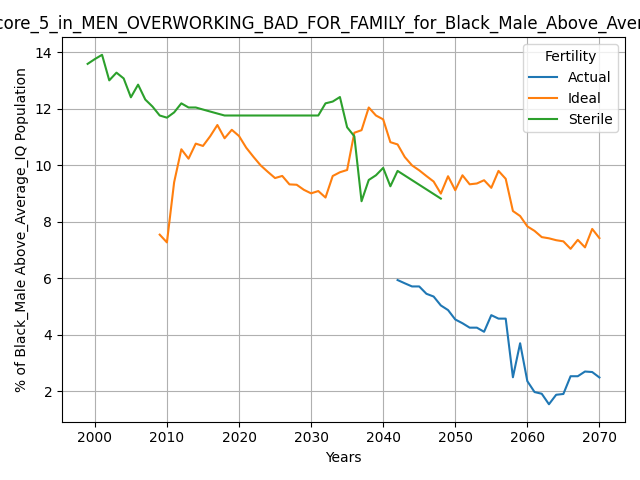 core_5_in_MEN_OVERWORKING_BAD_FOR_FAMILY_for_Black_Male_Above_Aver
% of Black_Male Above_Average_IQ Population
14
12
10
8
6
4
2
Fertility
Actual
Ideal
Sterile
2000 2010 2020 2030 2040 2050 2060 2070
Years